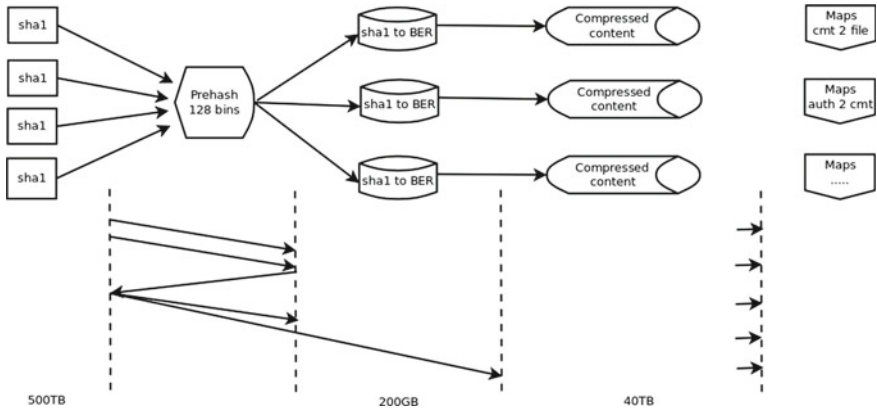 sha1
sha1
sha1
sha1
Prehash
128 bins
sha1 to BER
sha1 to BER
sha1 to BER
Compressed
content
Compressed
content
Compressed
content
Maps
cmt 2 file
Maps
auth 2 cmt
Maps
.....
500TB
200GB
40TB